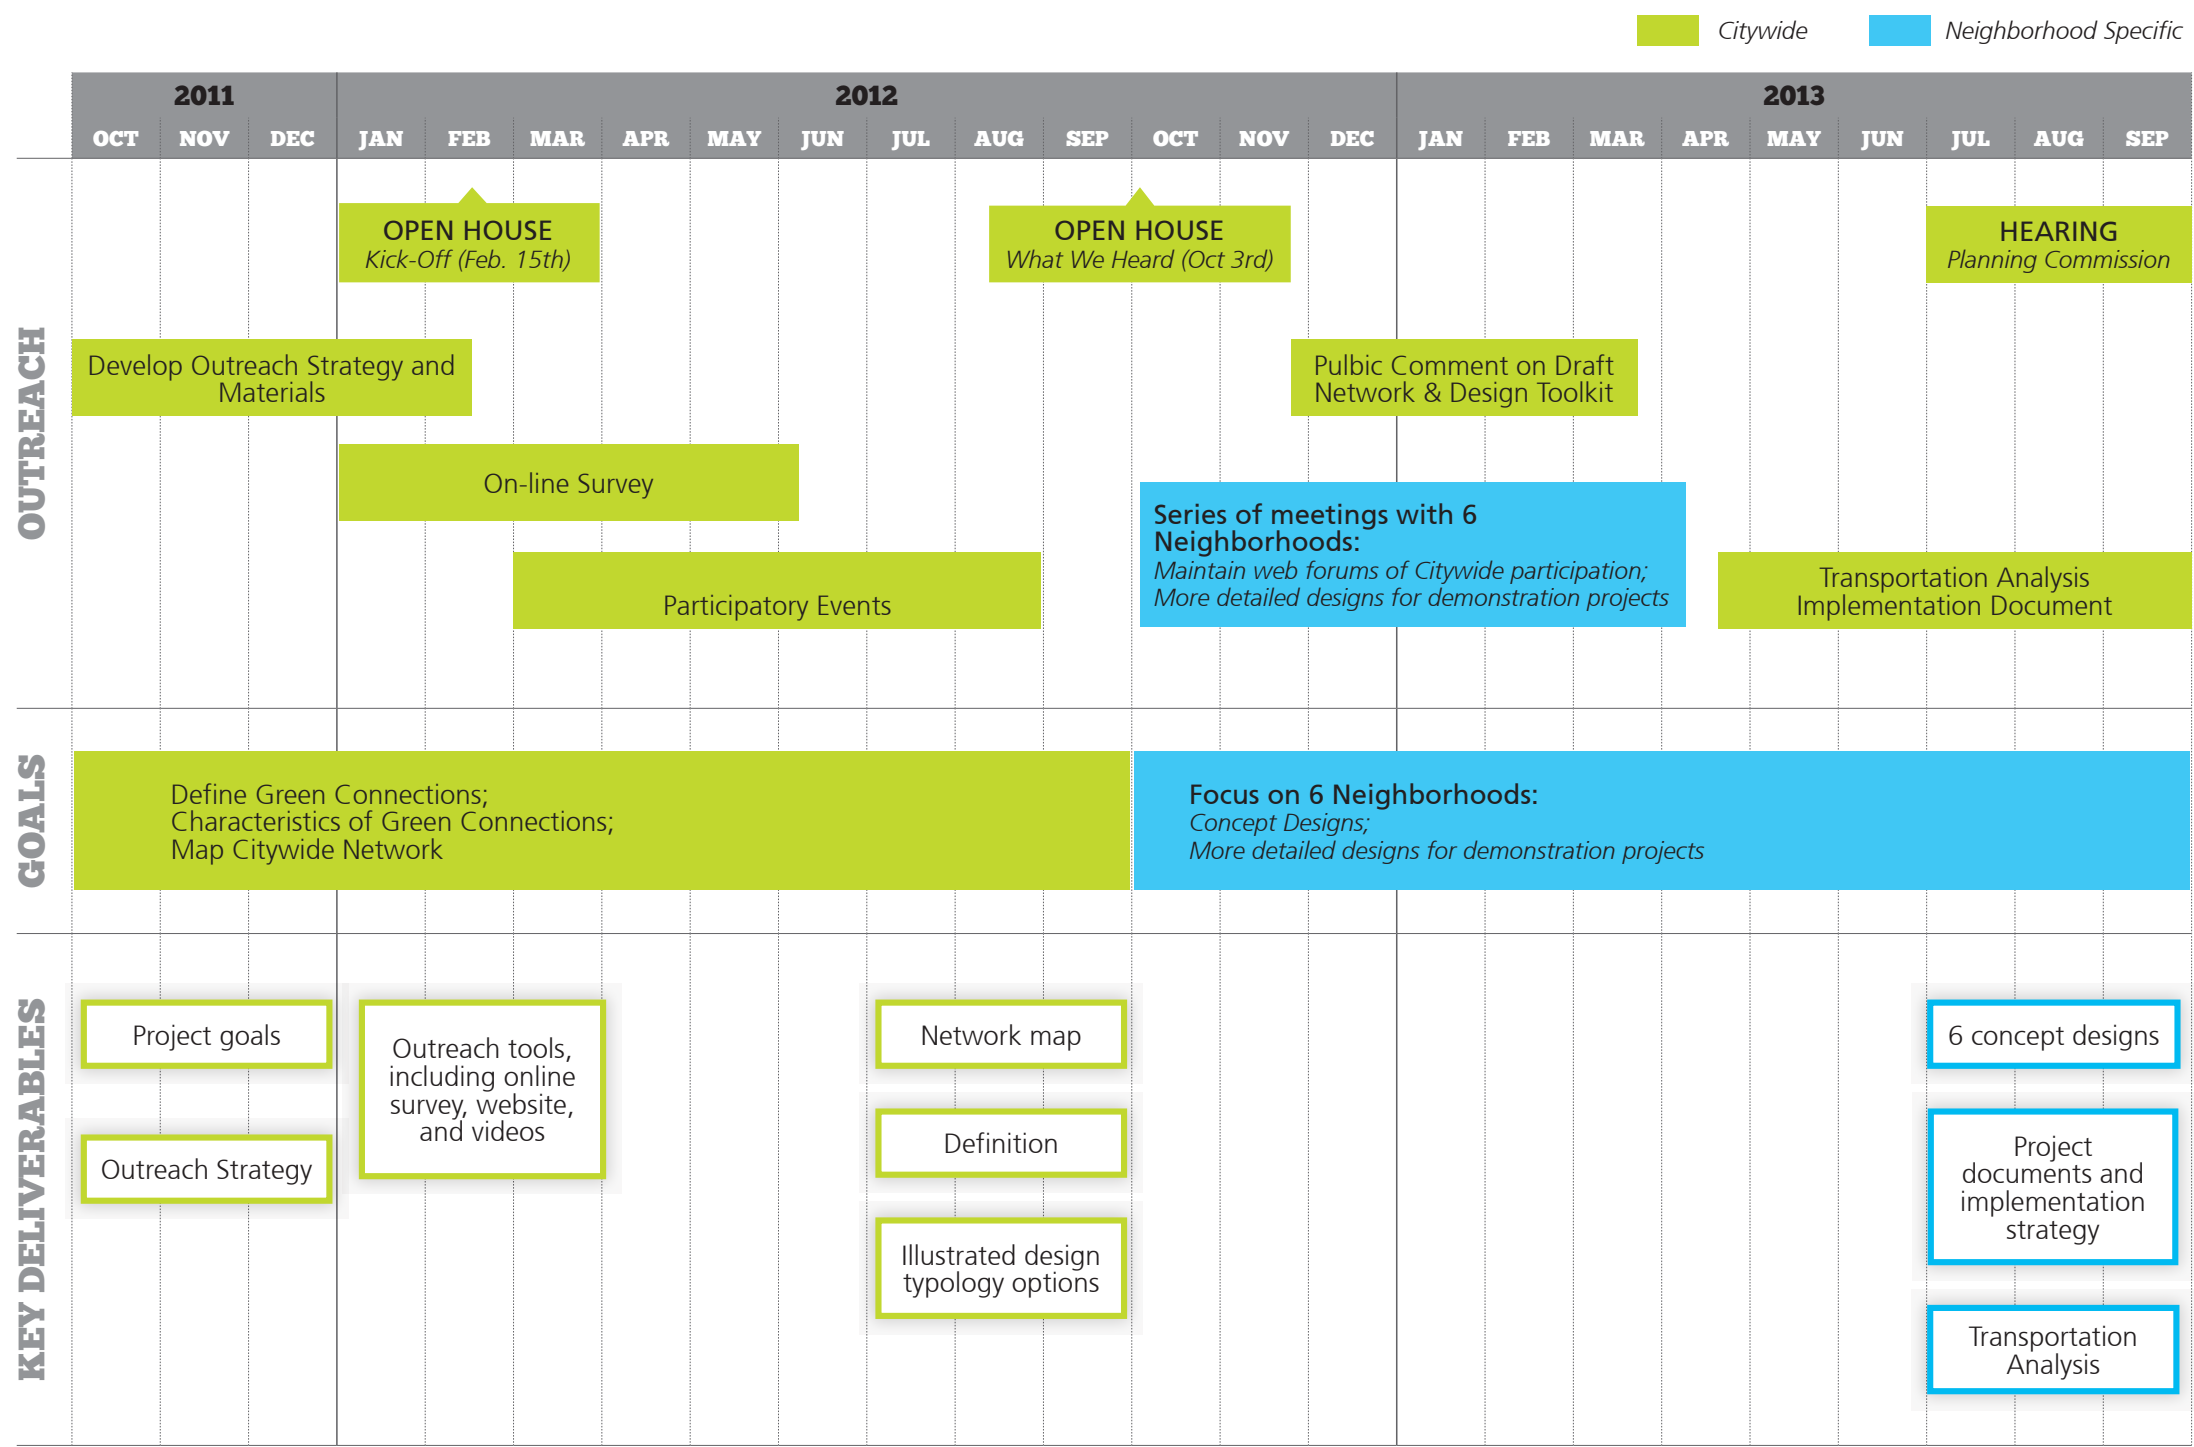 Citywide
Neighborhood Specific
2011
2012
2013
OCT NOV DEC JAN FEB MAR APR MAY JUN JUL AUG SEP OCT NOV DEC JAN FEB MAR APR MAY JUN JUL AUG SEP
OUTREACH
OPEN HOUSE
Kick-Off (Feb. 15th)
OPEN HOUSE
What We Heard (Oct 3rd)
HEARING
Planning Commission
Develop Outreach Strategy and
Materials
Pulbic Comment on Draft
Network & Design Toolkit
On-line Survey
Series of meetings with 6
Neighborhoods:
Maintain web forums of Citywide participation;
More detailed designs for demonstration projects
Participatory Events
Transportation Analysis
Implementation Document
GOALS
Define Green Connections;
Characteristics of Green Connections;
Map Citywide Network
Focus on 6 Neighborhoods:
Concept Designs;
More detailed designs for demonstration projects
KEY DELIVERABLES
Project goals
Outreach Strategy
Outreach tools,
including online
survey, website,
and videos
Network map
Definition
Illustrated design
typology options
6 concept designs
Project
documents and
implementation
strategy
Transportation
Analysis